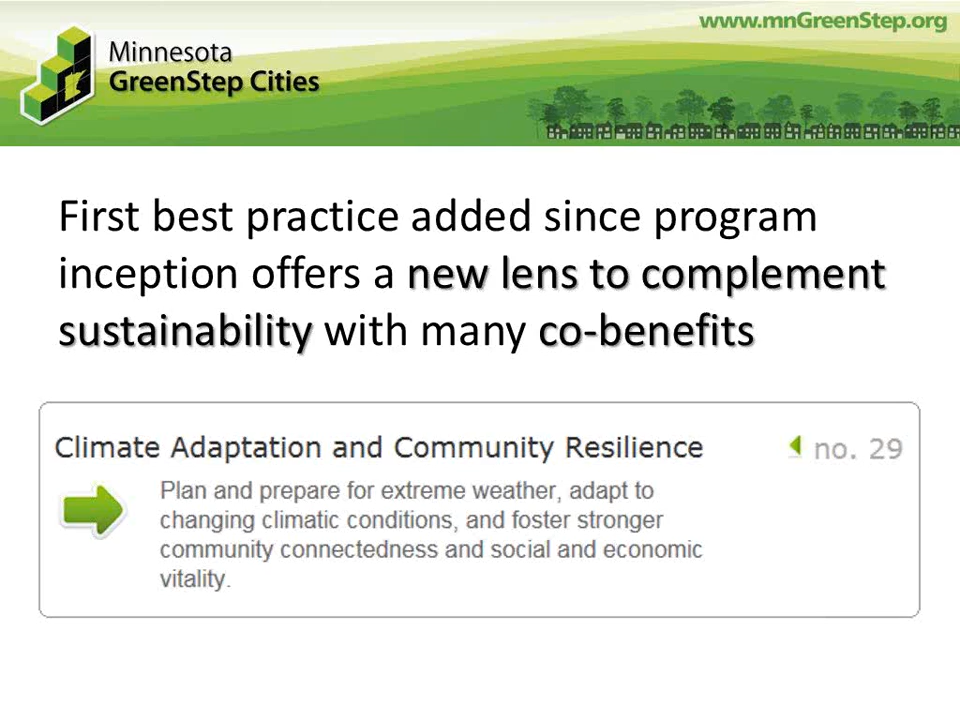 www.mnGreenStep.org
Minnesota
GreenStep Cities
First best practice added since program
inception offers a new lens to complement
sustainability with many co-benefits
Climate Adaptation and Community Resilience
no. 29
Plan and prepare for extreme weather, adapt to
changing climatic conditions, and foster stronger
community connectedness and social and economic
vitality.